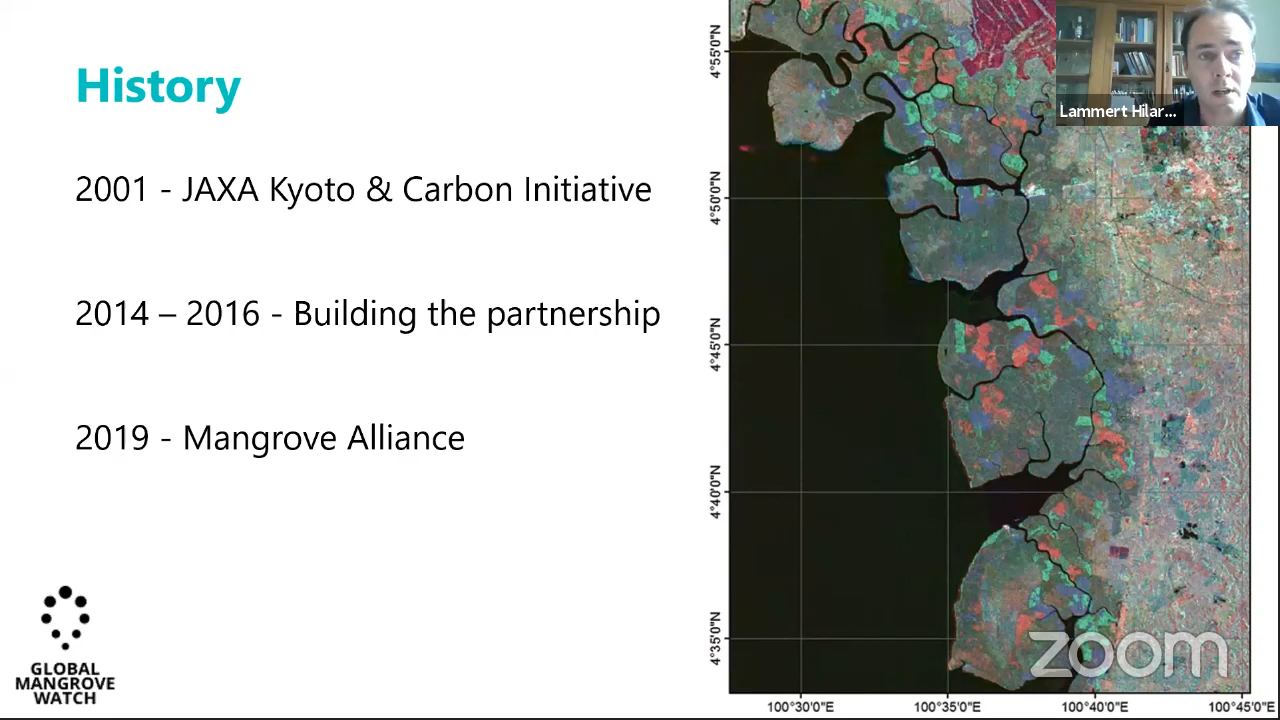 History
2001 - JAXA Kyoto & Carbon Initiative
2014 – 2016 - Building the partnership
2019 - Mangrove Alliance
GLOBAL
MANGROVE
WATCH
4°55'0"N
4°50'0"N
4°45'0"N
4°40'0"N
4°35'0"N
100°30'0"E
100°35'0"E
100°40'0"E
100°45'0"E
Lammert Hilar...
zoom